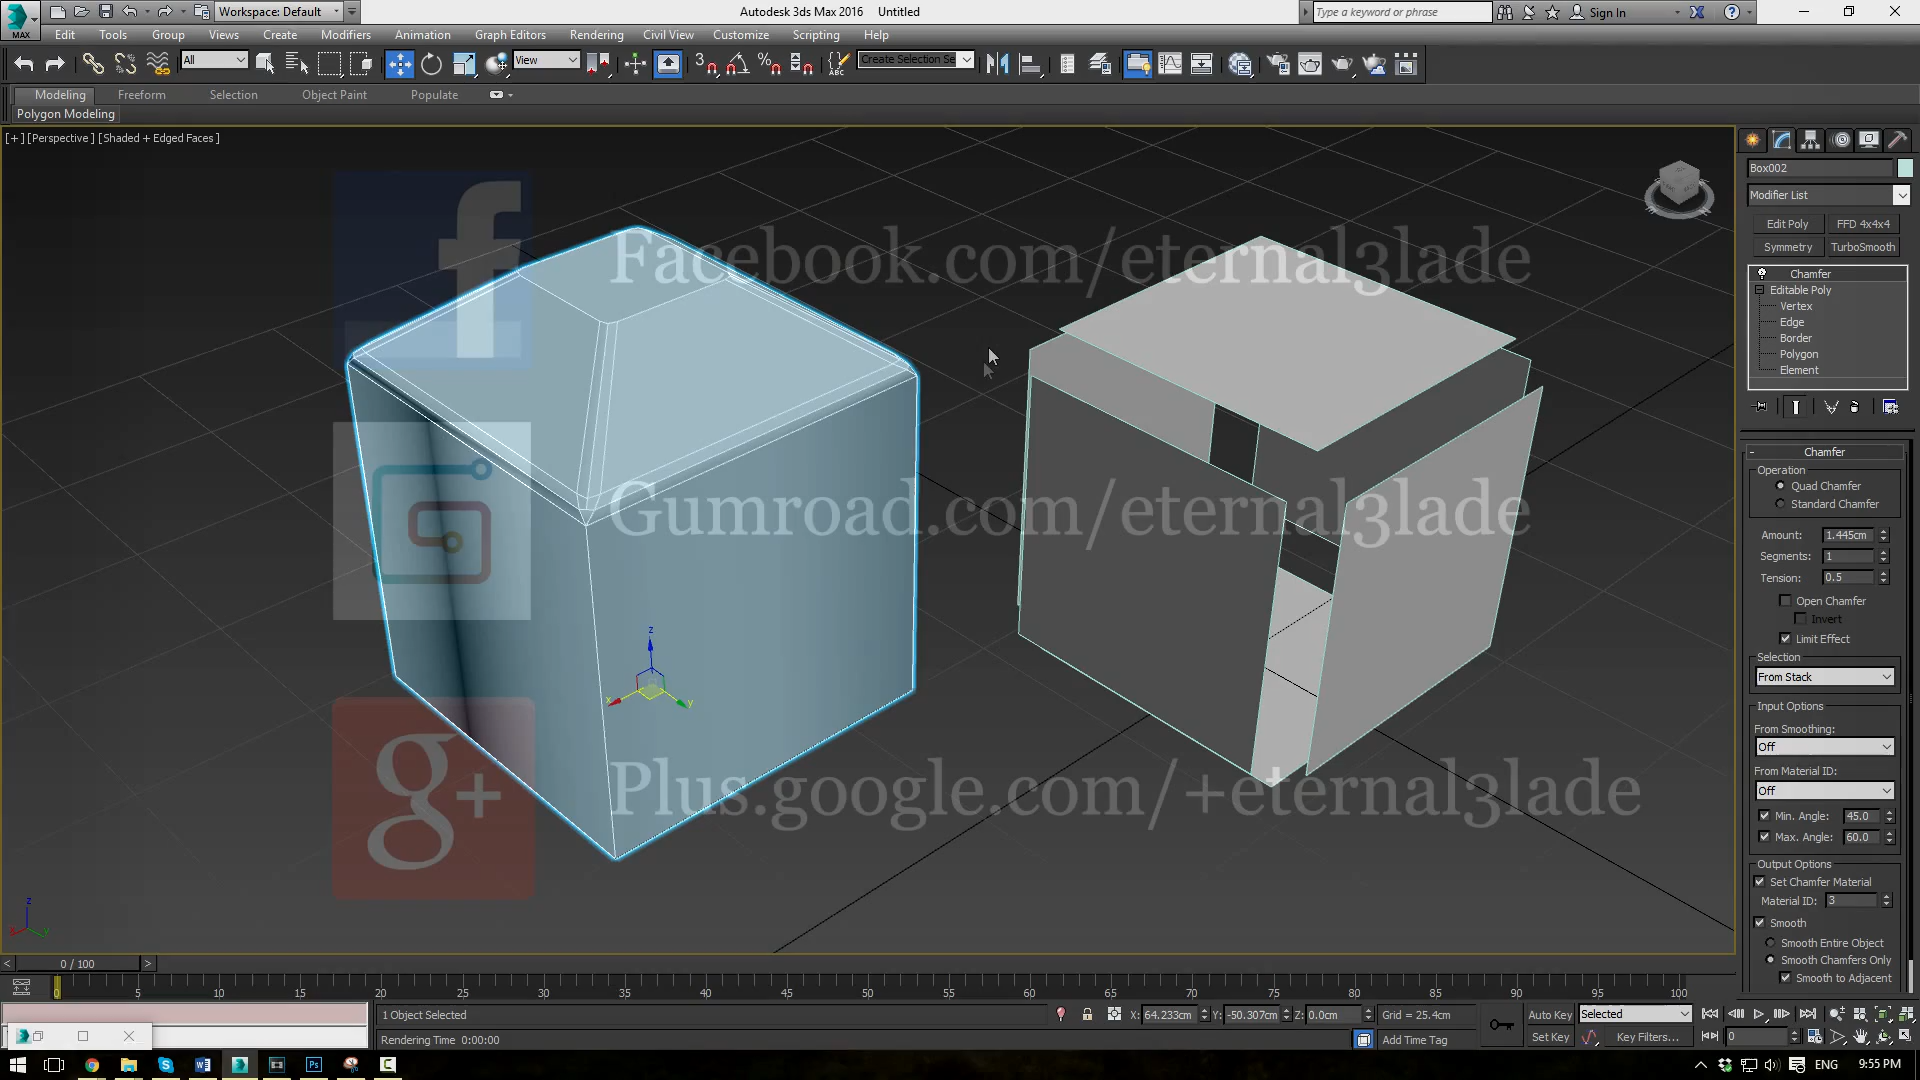 Workspace: Default
Autodesk 3ds Max 2016 Untitled
Type a keyword or phrase
Sign In
MAX
Edit Tools Group Views Create Modifiers Animation Graph Editors Rendering Civil View Customize Scripting Help
All
View
3
ABC
Create Selection Se
Modeling Freeform Selection Object Paint Populate
Polygon Modeling
[+] [Perspective ] [Shaded + Edged Faces ]
Box002
Modifier List
Edit Poly FFD 4x4x4
Symmetry TurboSmooth
Chamfer
Editable Poly
Vertex
Edge
Border
Polygon
Element
Facebook.com/eternal3lade
Gumroad.com/eternal3lade
g+ Plus.google.com/+eternal3lade
z
x
y
Chamfer
Operation
Quad Chamfer
Standard Chamfer
Amount: 1.445cm
Segments: 1
Tension: 0.5
Open Chamfer
Invert
Limit Effect
Selection
From Stack
Input Options
From Smoothing:
Off
From Material ID:
Off
Min. Angle: 45.0
Max. Angle: 60.0
Output Options
Set Chamfer Material
Material ID: 3
Smooth
Smooth Entire Object
Smooth Chamfers Only
Smooth to Adjacent
z
y
0 / 100
0 5 10 15 20 25 30 35 40 45 50 55 60 65 70 75 80 85 90 95 100
1 Object Selected
X: 64.233cm Y: -50.307cm Z: 0.0cm Grid = 25.4cm
Auto Key Selected
Rendering Time 0:00:00
Add Time Tag
Set Key Key Filters... 0
ENG 9:55 PM